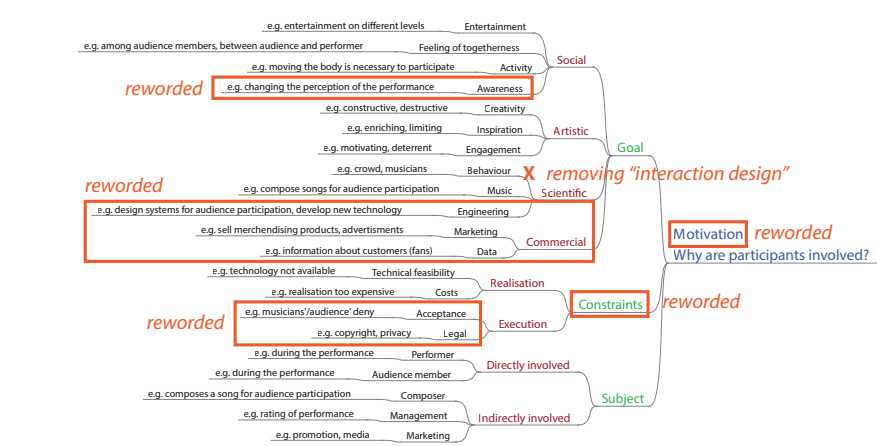 e.g. entertainment on different levels Entertainment
e.g. among audience members, between audience and performer Feeling of togetherness
Social
e.g. moving the body is necessary to participate Activity
reworded e.g. changing the perception of the performance Awareness
e.g. constructive, destructive Creativity
e.g. enriching, limiting Inspiration Artistic
e.g. motivating, deterrent Engagement Goal
e.g. crowd, musicians Behaviour X removing “interaction design”
reworded
e.g. compose songs for audience participation Music Scientific
e.g. design systems for audience participation, develop new technology Engineering
e.g. sell merchendising products, advertisments Marketing Motivation reworded
Commercial
e.g. information about customers (fans) Data Why are participants involved?
e.g. technology not available Technical feasibility
Realisation
e.g. realisation too expensive Costs
Constraints reworded
e.g. musicians'/audience' deny Acceptance
reworded Execution
e.g. copyright, privacy Legal
e.g. during the performance Performer
Directly involved
e.g. during the performance Audience member
e.g. composes a song for audience participation Composer Subject
e.g. rating of performance Management Indirectly involved
e.g. promotion, media Marketing